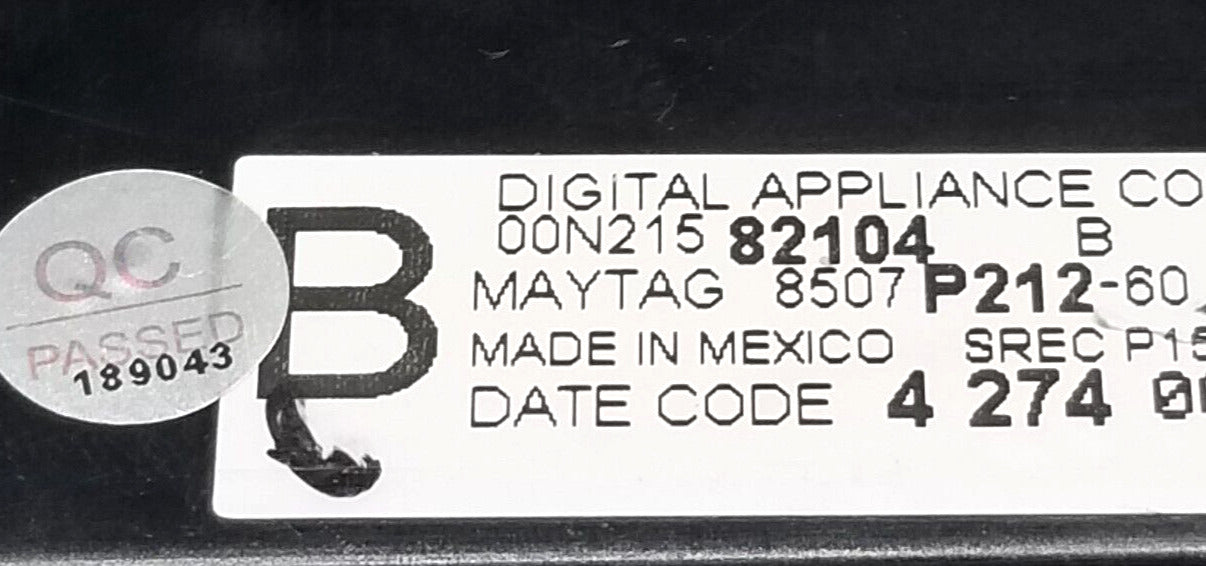 QC
PASSED
189043
B
DIGITAL APPLIANCE CO
00N215 82104 B
MAYTAG 8507 P212-60
MADE IN MEXICO SREC P15
DATE CODE 4 274 0